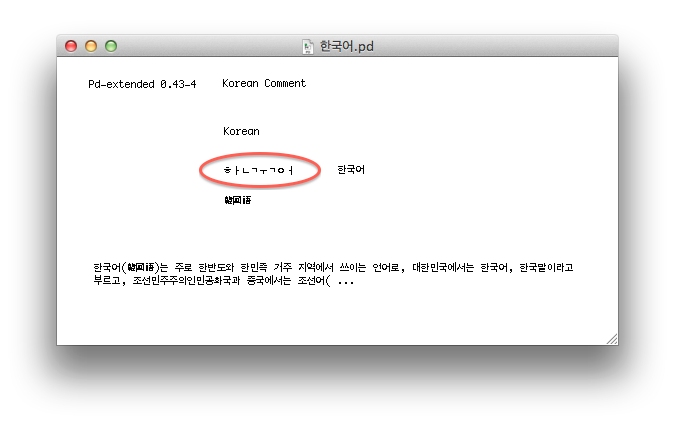 한국어.pd
Pd-extended 0.43-4 Korean Comment
Korean
ㅎㅏㄴㄱㅜㄱㅇㅓ 한국어
韓国語
한국어(韓国語)는 주로 한반도와 한민족 거주 지역에서 쓰이는 언어로, 대한민국에서는 한국어, 한국말이라고
부르고, 조선민주주의인민공화국과 중국에서는 조선어( ...